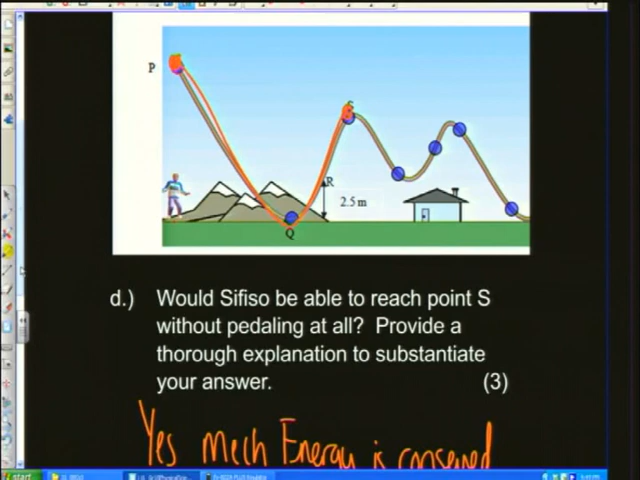 P
S
R
2.5 m
Q
d.) Would Sifiso be able to reach point S
without pedaling at all? Provide a
thorough explanation to substantiate
your answer. (3)
Yes mech Energy is conserved
start